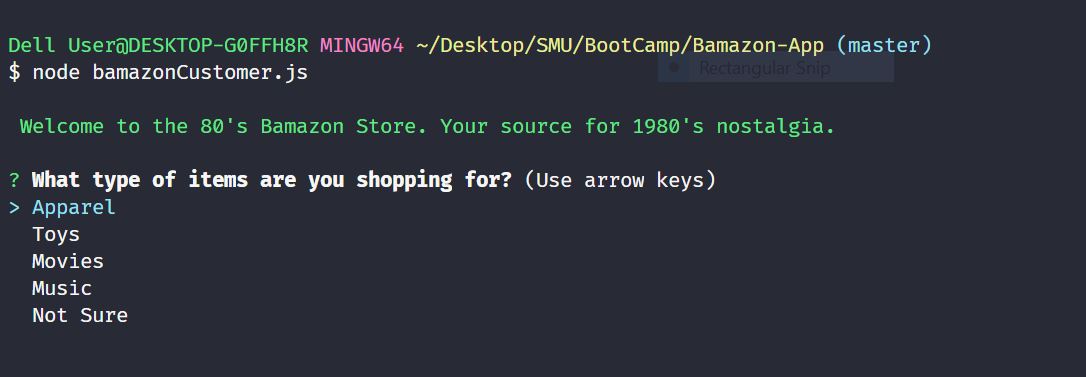 Dell User@DESKTOP-G0FFH8R MINGW64 ~/Desktop/SMU/BootCamp/Bamazon-App (master)
$ node bamazonCustomer.js
Rectangular Snip
Welcome to the 80's Bamazon Store. Your source for 1980's nostalgia.
? What type of items are you shopping for? (Use arrow keys)
> Apparel
Toys
Movies
Music
Not Sure